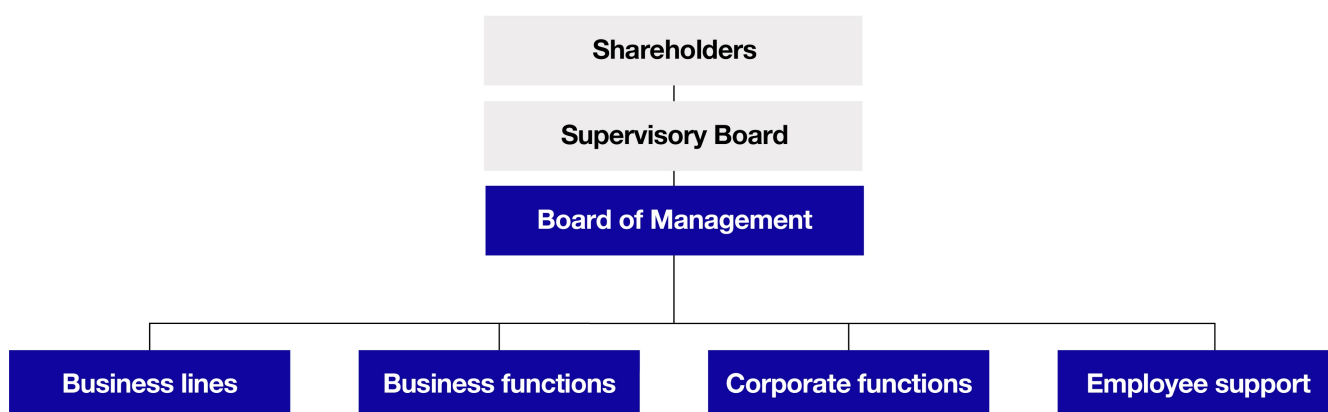 Shareholders
Supervisory Board
Board of Management
Business lines
Business functions
Corporate functions
Employee support